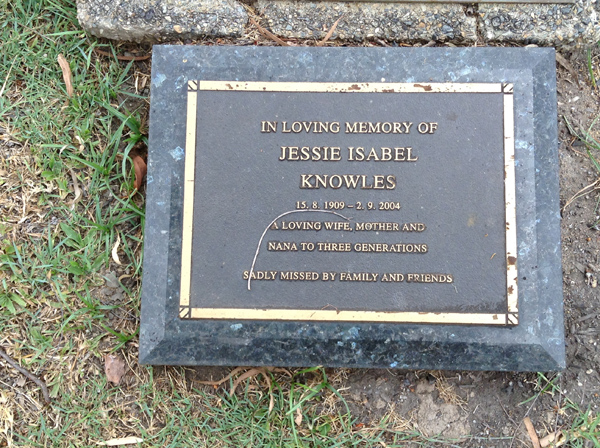 IN LOVING MEMORY OF
JESSIE ISABEL
KNOWLES
15. 8. 1909 – 2. 9. 2004
A LOVING WIFE, MOTHER AND
NANA TO THREE GENERATIONS
SADLY MISSED BY FAMILY AND FRIENDS